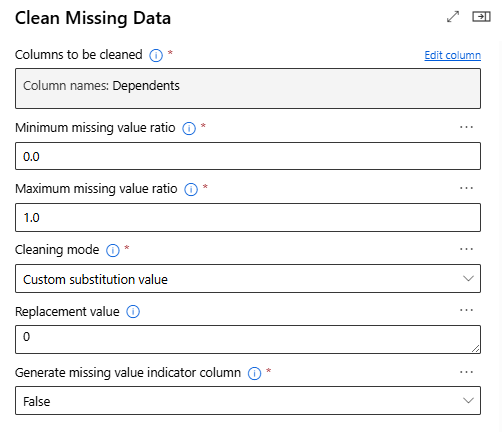 Clean Missing Data
Columns to be cleaned * Edit column
Column names: Dependents
Minimum missing value ratio *
0.0
Maximum missing value ratio *
1.0
Cleaning mode *
Custom substitution value
Replacement value
0
Generate missing value indicator column *
False